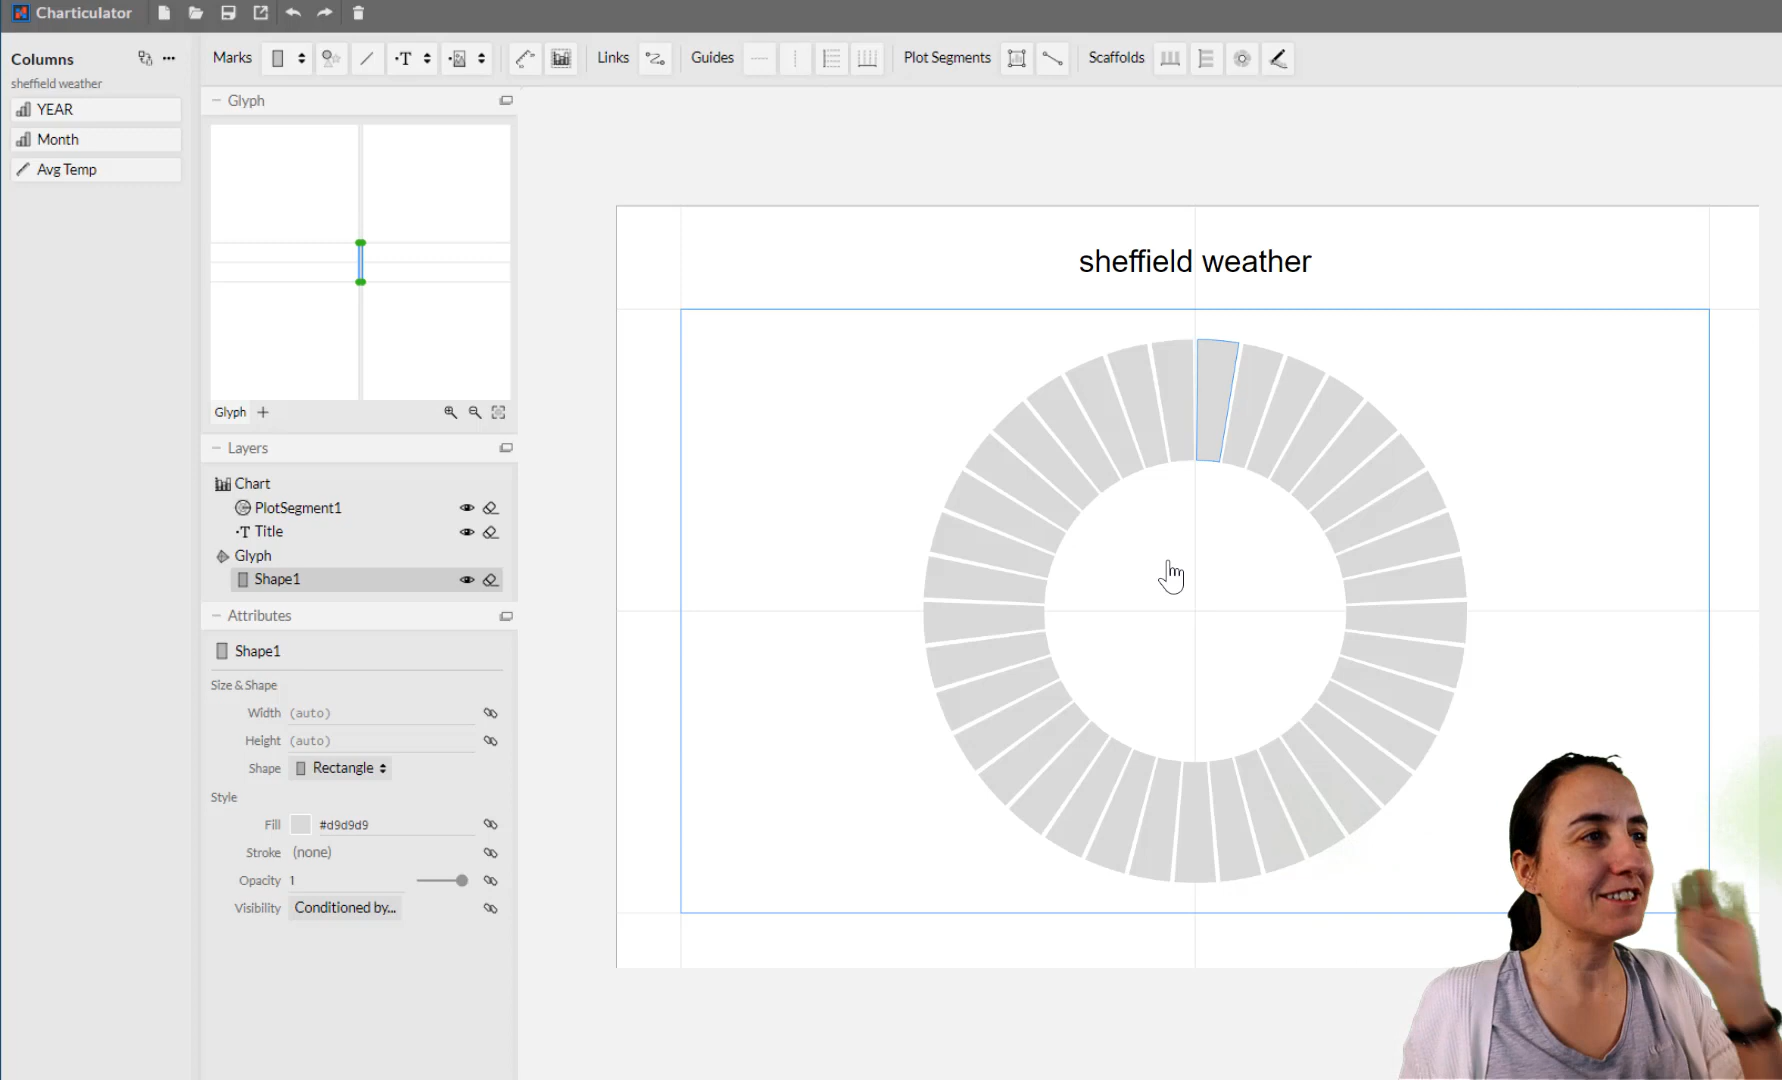 Charticulator
Columns
sheffield weather
YEAR
Month
Avg Temp
Marks
T
Links
Guides
Plot Segments
Scaffolds
Glyph
Glyph +
Layers
Chart
PlotSegment1
T Title
Glyph
Shape1
Attributes
Shape1
Size & Shape
Width (auto)
Height (auto)
Shape Rectangle
Style
Fill #d9d9d9
Stroke (none)
Opacity 1
Visibility Conditioned by...
sheffield weather